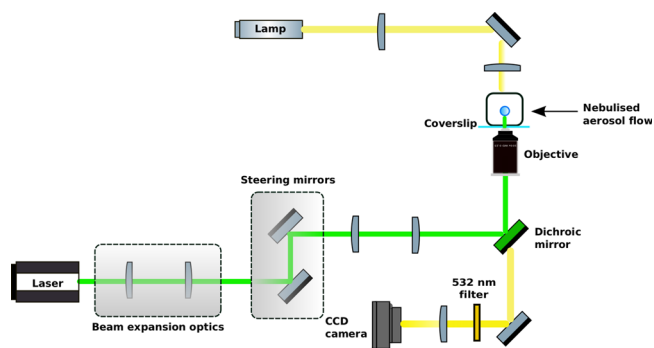 Lamp
Nebulised
aerosol flow
Coverslip
Objective
Steering mirrors
Dichroic
mirror
532 nm
filter
Laser
Beam expansion optics
CCD
camera